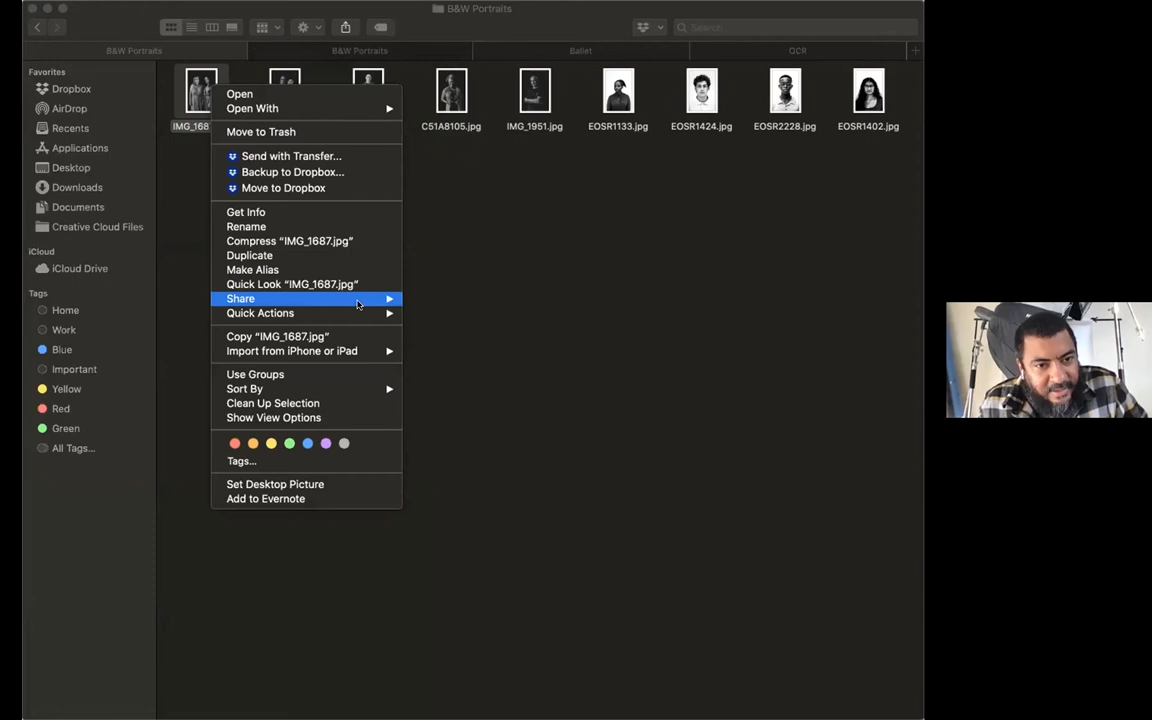 B&W Portraits
Search
B&W Portraits
B&W Portraits
Ballet
OCR
Favorites
Dropbox
AirDrop
Recents
Applications
Desktop
Downloads
Documents
Creative Cloud Files
iCloud
iCloud Drive
Tags
Home
Work
Blue
Important
Yellow
Red
Green
All Tags...
IMG_168
C51A8105.jpg
IMG_1951.jpg
EOSR1133.jpg
EOSR1424.jpg
EOSR2228.jpg
EOSR1402.jpg
Open
Open With
Move to Trash
Send with Transfer...
Backup to Dropbox...
Move to Dropbox
Get Info
Rename
Compress “IMG_1687.jpg”
Duplicate
Make Alias
Quick Look “IMG_1687.jpg”
Share
Quick Actions
Copy “IMG_1687.jpg”
Import from iPhone or iPad
Use Groups
Sort By
Clean Up Selection
Show View Options
Tags...
Set Desktop Picture
Add to Evernote